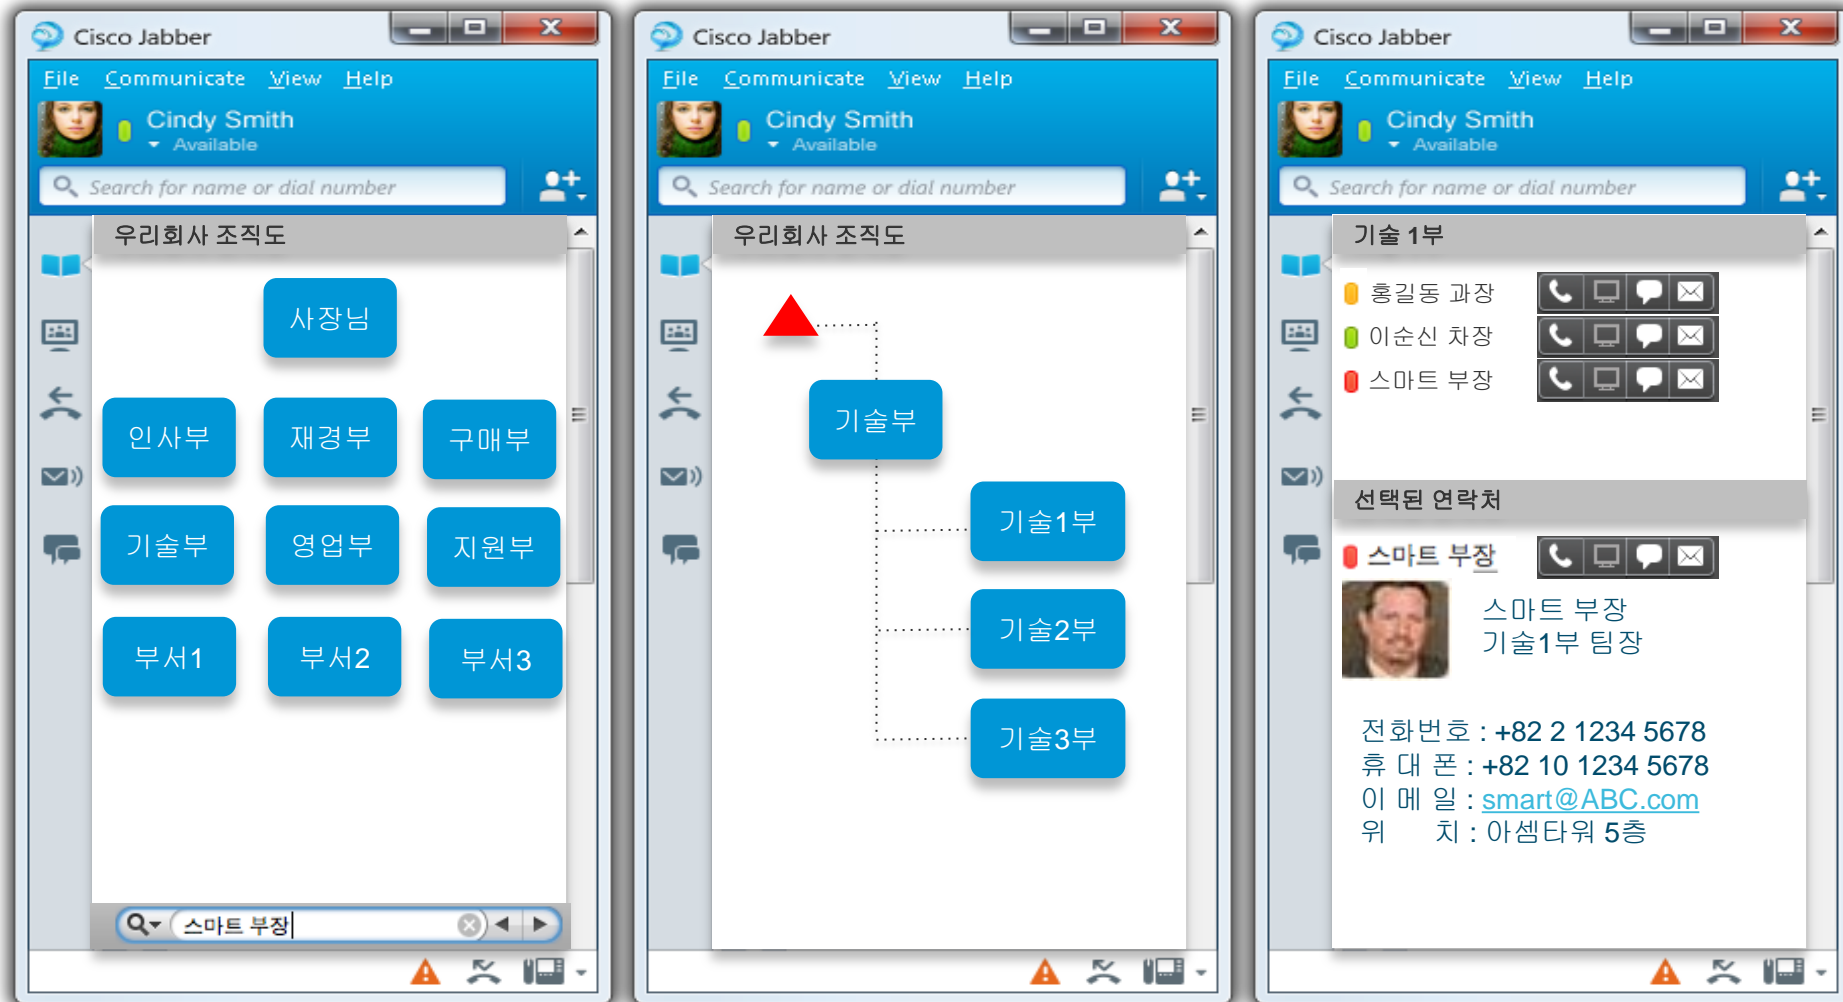 Cisco Jabber
File Communicate View Help
Cindy Smith
Available
Search for name or dial number
우리회사 조직도
사장님
인사부 재경부 구매부
기술부 영업부 지원부
부서1 부서2 부서3
스마트 부장
Cisco Jabber
File Communicate View Help
Cindy Smith
Available
Search for name or dial number
우리회사 조직도
기술부
기술1부
기술2부
기술3부
Cisco Jabber
File Communicate View Help
Cindy Smith
Available
Search for name or dial number
기술 1부
홍길동 과장
이순신 차장
스마트 부장
선택된 연락처
스마트 부장
스마트 부장
기술1부 팀장
전화번호 : +82 2 1234 5678
휴 대 폰 : +82 10 1234 5678
이 메 일 : smart@ABC.com
위 치 : 아셈타워 5층